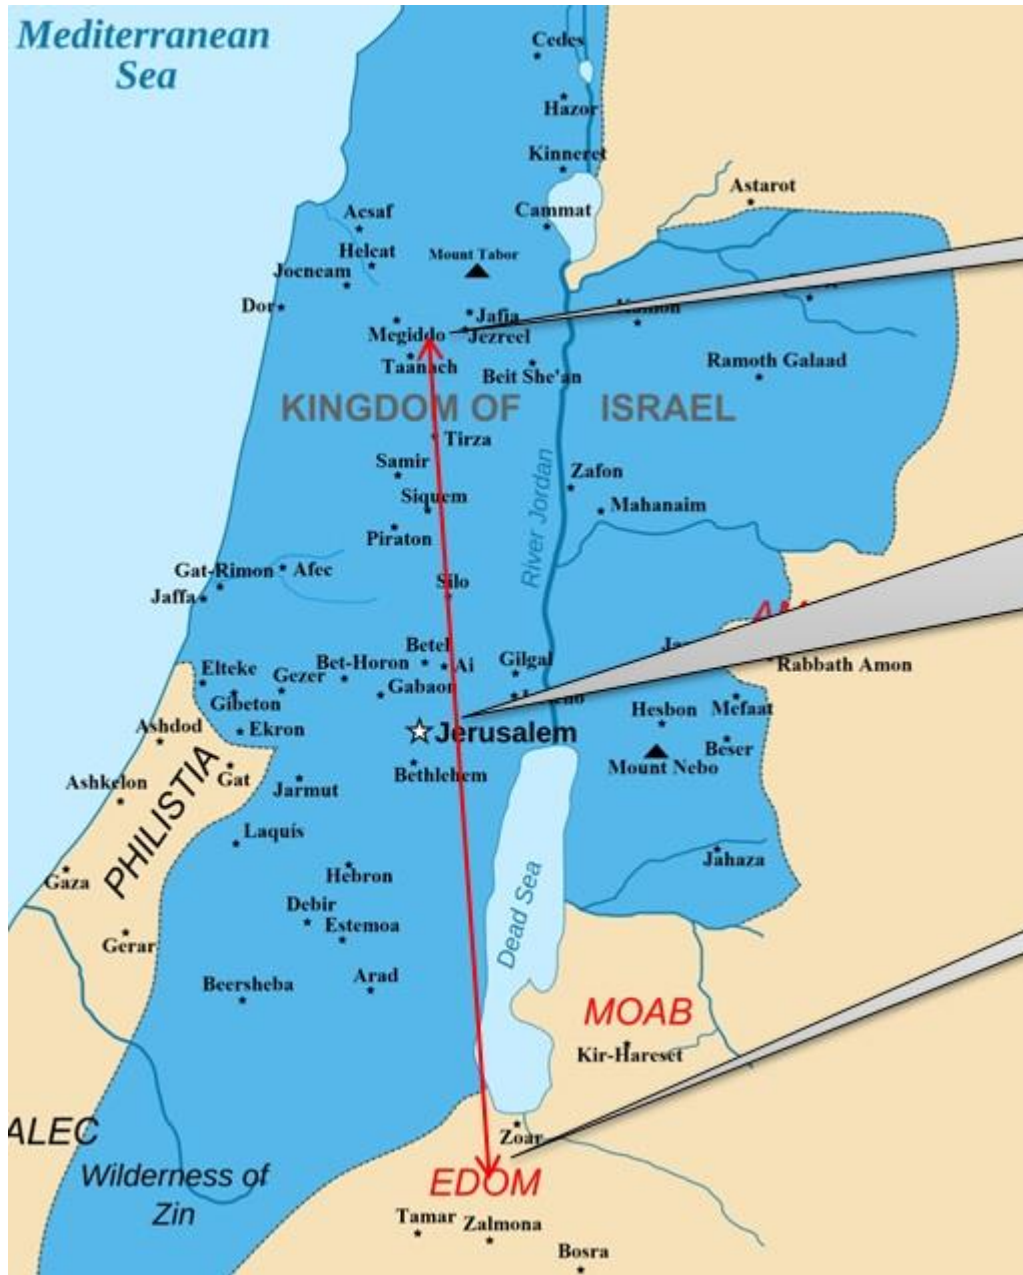 Mediterranean
Sea
Cedes
Hazor
Kinneret
Astarot
Acsaf
Cammat
Helcat
Mount Tabor
Jocneam
Dor
Jafia
Megiddo
Jezreel
Taanach
Beit She'an
Ramoth Galaad
KINGDOM OF ISRAEL
Tirza
Samir
Zafon
Siquem
Mahanaim
Piraton
River Jordan
Gat-Rimon
Afec
Jaffa
Silo
Betel
Bet-Horon
Ai
Gilgal
Rabbath Amon
Elteke
Gezer
Gabaon
Gibeton
Hesbon
Mefaat
Ashdod
Ekron
Jerusalem
Beser
Mount Nebo
Ashkelon
Gat
Bethlehem
Jarmut
PHILISTIA
Laquis
Jahaza
Gaza
Hebron
Debir
Estemoa
Dead Sea
Gerar
Beersheba
Arad
MOAB
Kir-Hareset
ALEC
Zoar
Wilderness of
Zin
EDOM
Tamar
Zalmona
Bosra